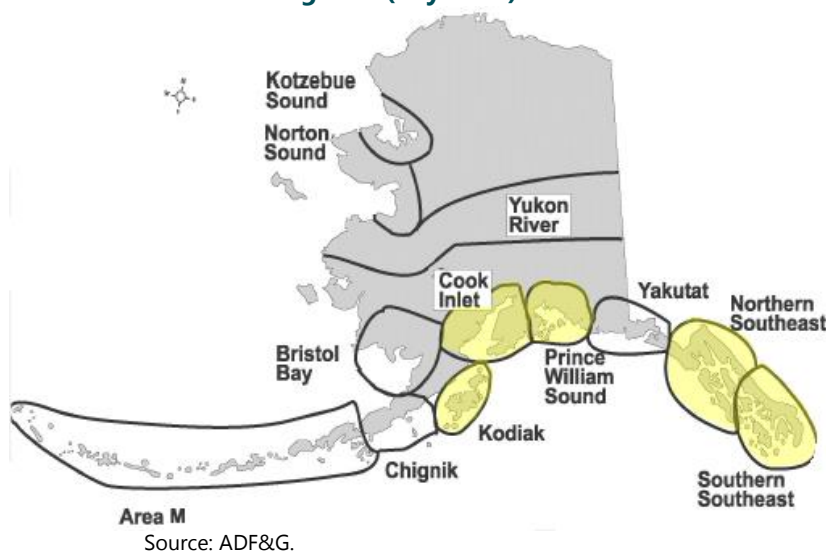 Kotzebue
Sound
Norton
Sound
Yukon
River
Cook
Inlet
Yakutat
Northern
Southeast
Bristol
Bay
Prince
William
Sound
Kodiak
Chignik
Southern
Southeast
Area M
Source: ADF&G.